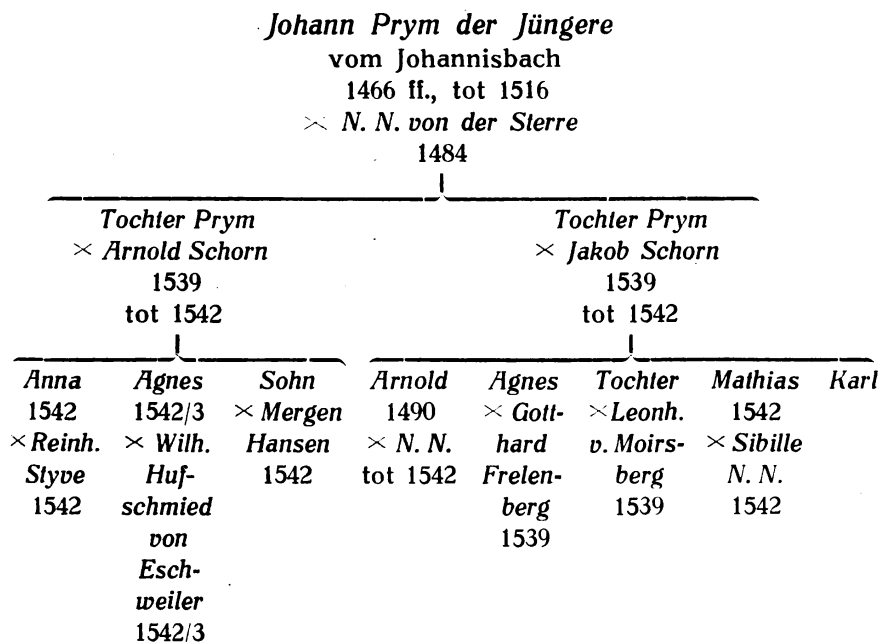 Johann Prym der Jüngere
vom Johannisbach
1466 ff., tot 1516
× N. N. von der Sterre
1484
Tochter Prym
× Arnold Schorn
1539
tot 1542
Tochter Prym
× Jakob Schorn
1539
tot 1542
Anna
1542
× Reinh.
Styve
1542
Agnes
1542/3
× Wilh.
Huf-
schmied
von
Esch-
weiler
1542/3
Sohn
× Mergen
Hansen
1542
Arnold
1490
× N. N.
tot 1542
Agnes
× Gott-
hard
Frelen-
berg
1539
Tochter
× Leonh.
v. Moirs-
berg
1539
Mathias
1542
× Sibille
N. N.
1542
Karl